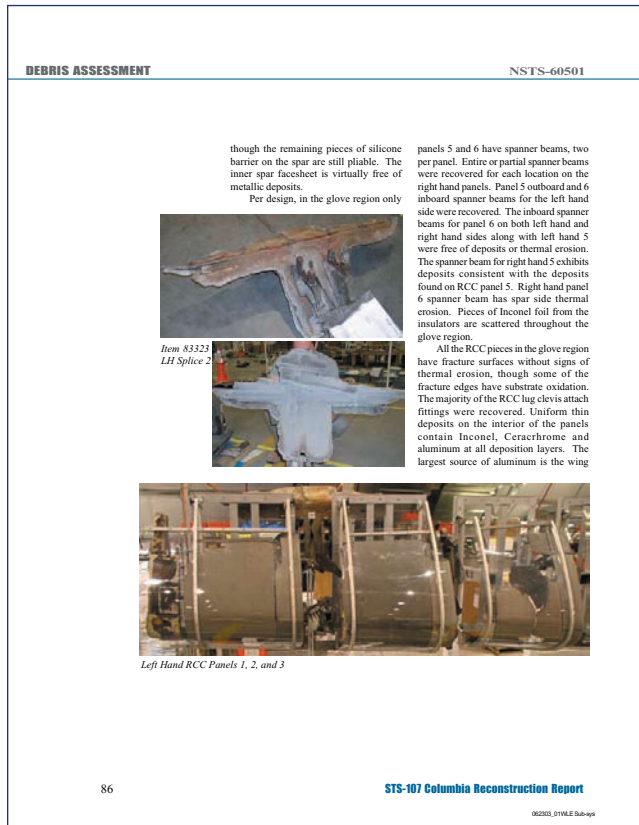 DEBRIS ASSESSMENT
NSTS-60501
though the remaining pieces of silicone
barrier on the spar are still pliable. The
inner spar facesheet is virtually free of
metallic deposits.
Per design, in the glove region only
Item 83323
LH Splice 2
panels 5 and 6 have spanner beams, two
per panel. Entire or partial spanner beams
were recovered for each location on the
right hand panels. Panel 5 outboard and 6
inboard spanner beams for the left hand
side were recovered. The inboard spanner
beams for panel 6 on both left hand and
right hand sides along with left hand 5
were free of deposits or thermal erosion.
The spanner beam for right hand 5 exhibits
deposits consistent with the deposits
found on RCC panel 5. Right hand panel
6 spanner beam has spar side thermal
erosion. Pieces of Inconel foil from the
insulators are scattered throughout the
glove region.
All the RCC pieces in the glove region
have fracture surfaces without signs of
thermal erosion, though some of the
fracture edges have substrate oxidation.
The majority of the RCC lug clevis attach
fittings were recovered. Uniform thin
deposits on the interior of the panels
contain Inconel, Ceracrhrome and
aluminum at all deposition layers. The
largest source of aluminum is the wing
Left Hand RCC Panels 1, 2, and 3
86
STS-107 Columbia Reconstruction Report
062303_01WLE Sub-sys